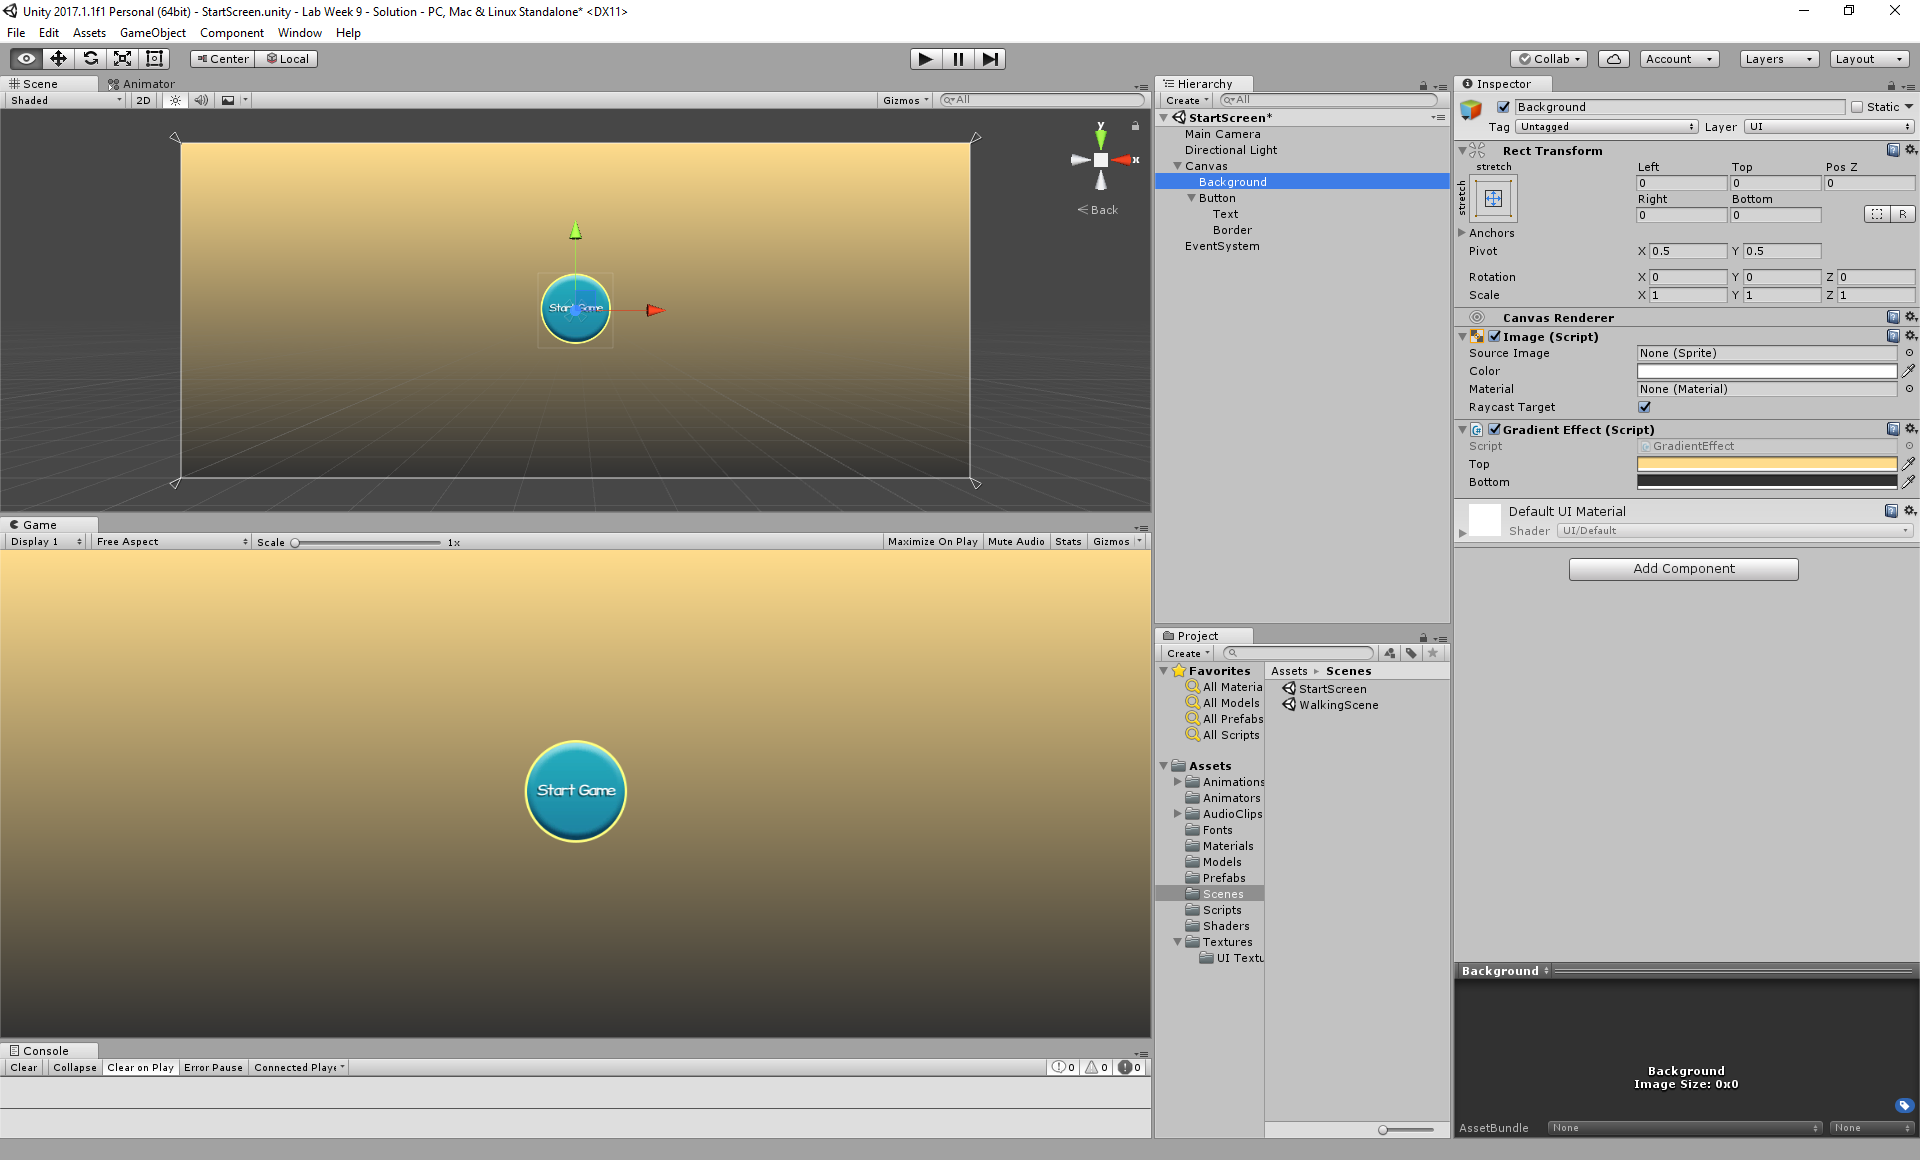 Unity 2017.1.1f1 Personal (64bit) - StartScreen.unity - Lab Week 9 - Solution - PC, Mac & Linux Standalone* <DX11>
File Edit Assets GameObject Component Window Help
Center Local
Collab Account Layers Layout
Scene Animator
Shaded 2D Gizmos All
y
x
Back
Start Game
Game
Display 1 Free Aspect Scale 1x Maximize On Play Mute Audio Stats Gizmos
Start Game
Console
Clear Collapse Clear on Play Error Pause Connected Playe 0 0 0
Hierarchy
Create All
StartScreen*
Main Camera
Directional Light
Canvas
Background
Button
Text
Border
EventSystem
Project
Create
Favorites
All Materia
All Models
All Prefabs
All Scripts
Assets
Animations
Animators
AudioClips
Fonts
Materials
Models
Prefabs
Scenes
Scripts
Shaders
Textures
UI Textu
Assets Scenes
StartScreen
WalkingScene
Inspector
Background Static
Tag Untagged Layer UI
Rect Transform
stretch
stretch
Left Top Pos Z
0 0 0
Right Bottom
0 0 R
Anchors
Pivot X 0.5 Y 0.5
Rotation X 0 Y 0 Z 0
Scale X 1 Y 1 Z 1
Canvas Renderer
Image (Script)
Source Image None (Sprite)
Color
Material None (Material)
Raycast Target
Gradient Effect (Script)
Script GradientEffect
Top
Bottom
Default UI Material
Shader UI/Default
Add Component
Background
Background
Image Size: 0x0
AssetBundle None None